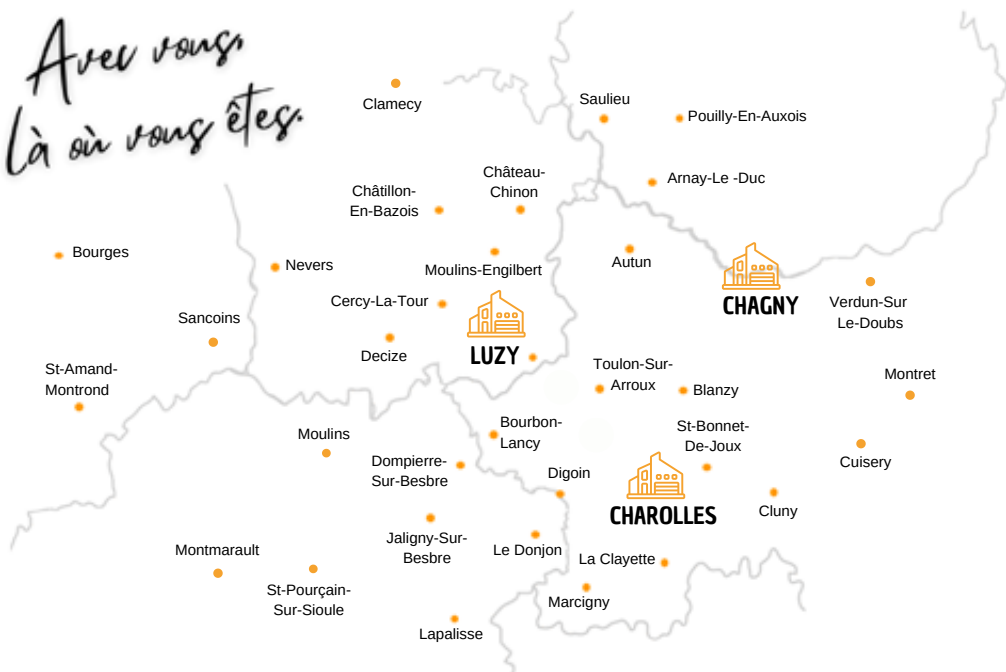 Avec vous,
Là où vous êtes.
Clamecy
Saulieu
Pouilly-En-Auxois
Château-
Chinon
Arnay-Le -Duc
Châtillon-
En-Bazois
Bourges
Nevers
Moulins-Engilbert
Autun
CHAGNY
Verdun-Sur
Le-Doubs
Cercy-La-Tour
Sancoins
Decize
LUZY
St-Amand-
Montrond
Toulon-Sur-
Arroux
Blanzy
Montret
Moulins
Bourbon-
Lancy
St-Bonnet-
De-Joux
Cuisery
Dompierre-
Sur-Besbre
Digoin
CHAROLLES
Cluny
Jaligny-Sur-
Besbre
Le Donjon
La Clayette
Montmarault
St-Pourçain-
Sur-Sioule
Marcigny
Lapalisse